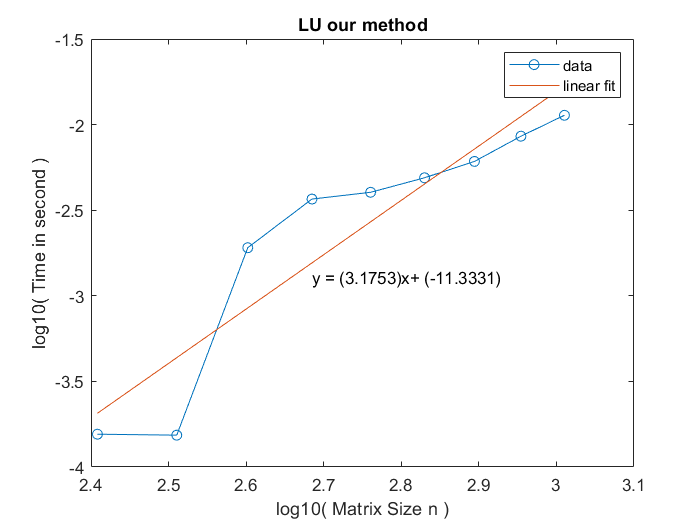 LU our method
data
linear fit
y = (3.1753)x+ (-11.3331)
log10( Time in second )
-1.5
-2
-2.5
-3
-3.5
-4
2.4
2.5
2.6
2.7
2.8
2.9
3
3.1
log10( Matrix Size n )